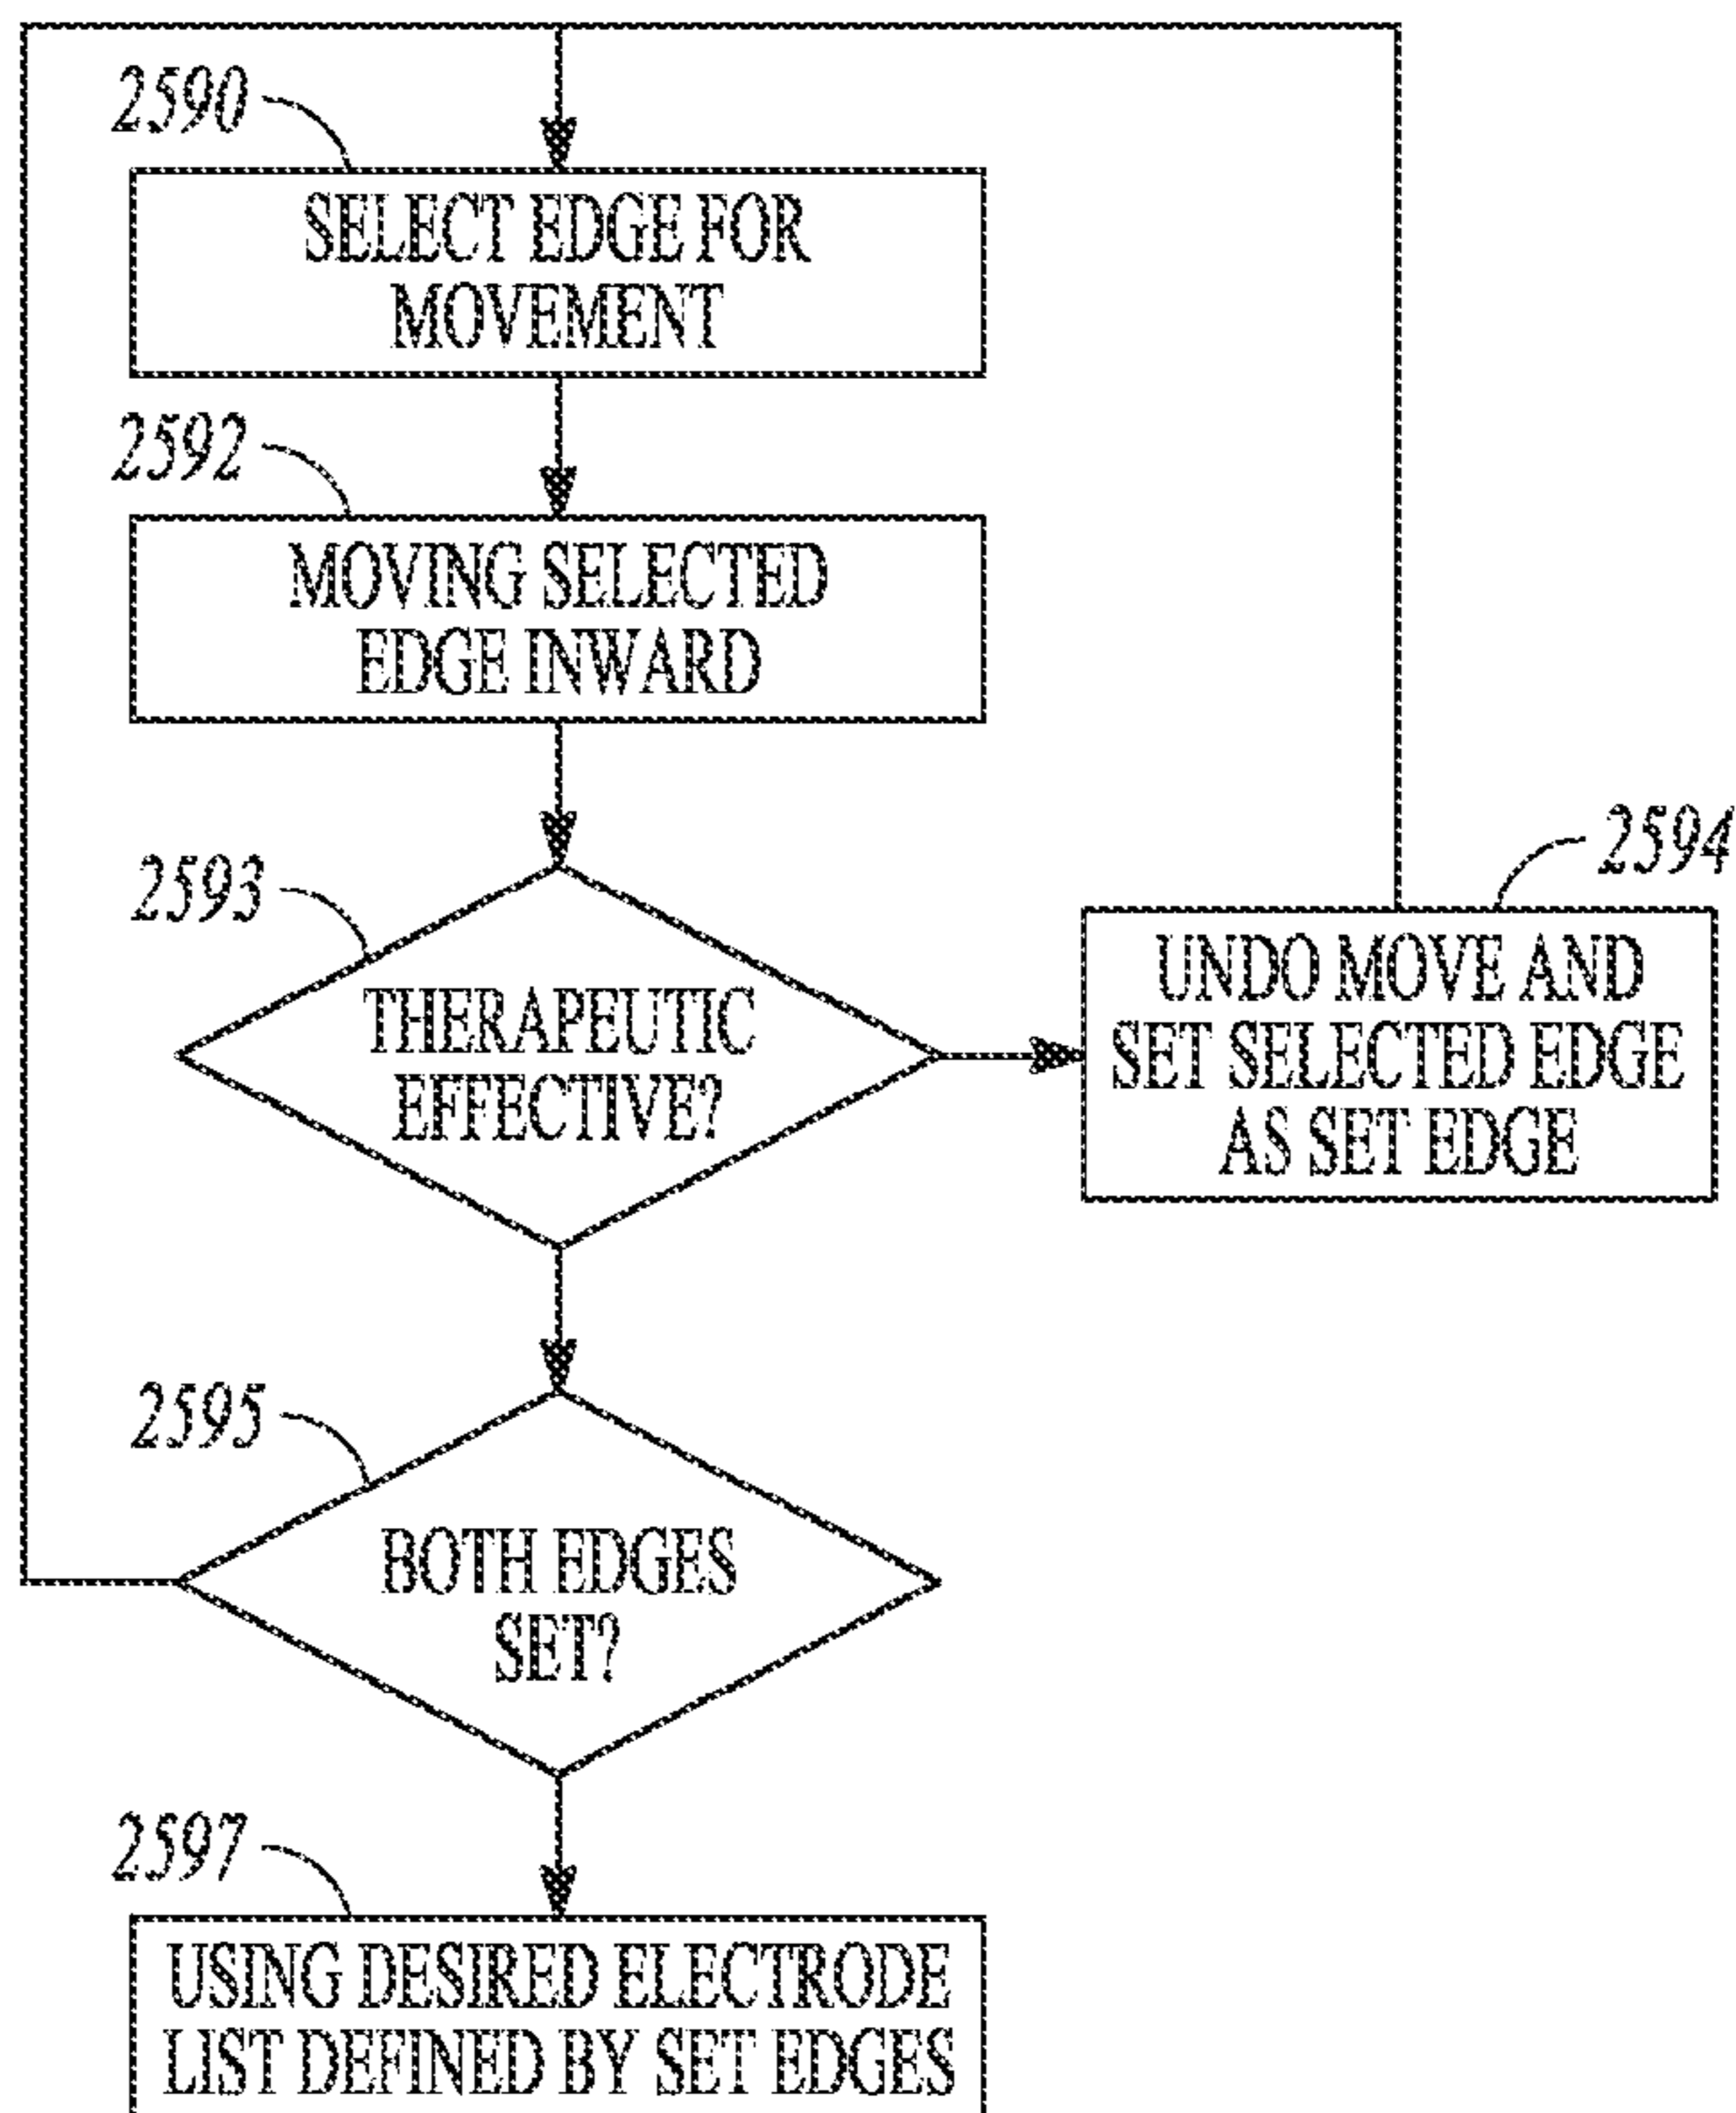 2590
SELECT EDGE FOR
MOVEMENT
2592
MOVING SELECTED
EDGE INWARD
2593
THERAPEUTIC
EFFECTIVE?
2594
UNDO MOVE AND
SET SELECTED EDGE
AS SET EDGE
2595
BOTH EDGES
SET?
2597
USING DESIRED ELECTRODE
LIST DEFINED BY SET EDGES